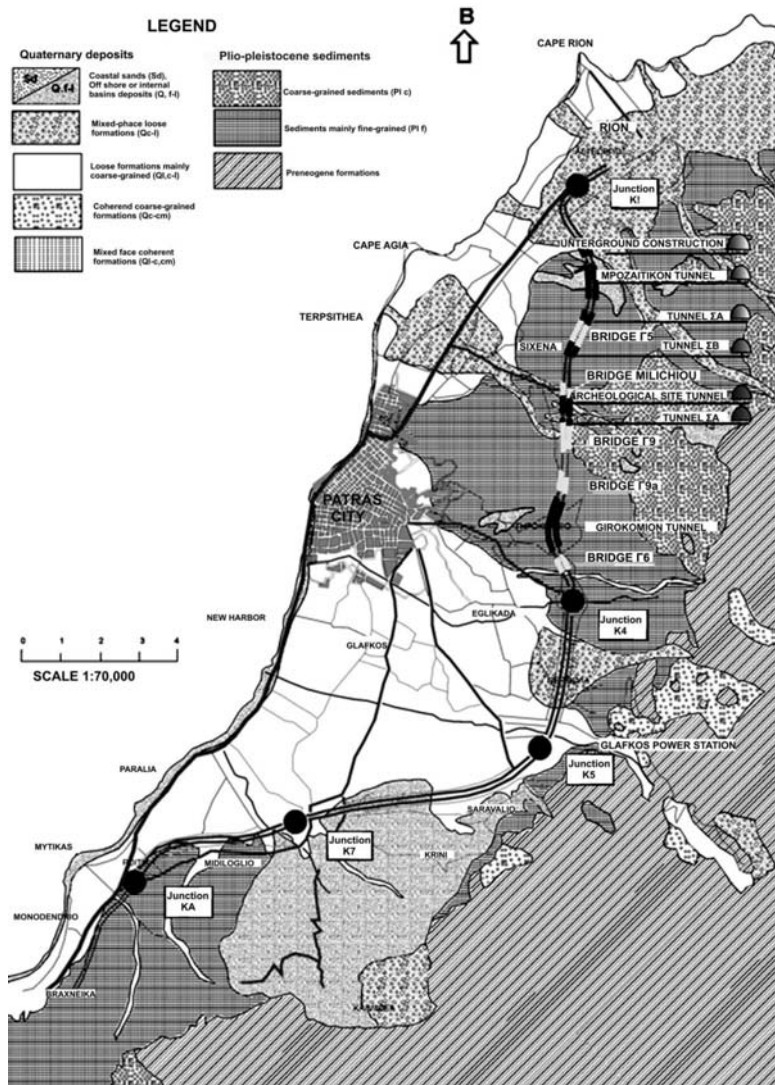 LEGEND
B
Quaternary deposits
Sd
Q.f-l
Coastal sands (Sd),
Off shore or internal
basins deposits (Q, f-l)
Mixed-phace loose
formations (Qc-l)
Loose formations mainly
coarse-grained (Ql,c-l)
Coherend coarse-grained
formations (Qc-cm)
Mixed face coherent
formations (Ql-c,cm)
Plio-pleistocene sediments
Coarse-grained sediments (Pl c)
Sediments mainly fine-grained (Pl f)
Preneogene formations
CAPE RION
RION
Junction
K!
UNTERGROUND CONSTRUCTION
CAPE AGIA
MPOZAITIKON TUNNEL
TERPSITHEA
TUNNEL ΣA
BRIDGE Γ5
SIXENA
TUNNEL ΣB
BRIDGE MILICHIOU
ARCHEOLOGICAL SITE TUNNEL
TUNNEL ΣA
BRIDGE Γ9
BRIDGE Γ9a
PATRAS
CITY
GIROKOMION TUNNEL
BRIDGE Γ6
NEW HARBOR
EGLIKADA
Junction
K4
GLAFKOS
0 1 2 3 4
SCALE 1:70,000
GLAFKOS POWER STATION
Junction
K5
PARALIA
SARAVALIO
MYTIKAS
MIDILOGLIO
Junction
K7
KRINI
Junction
KA
MONODENDRIO
BRAXNEIKA